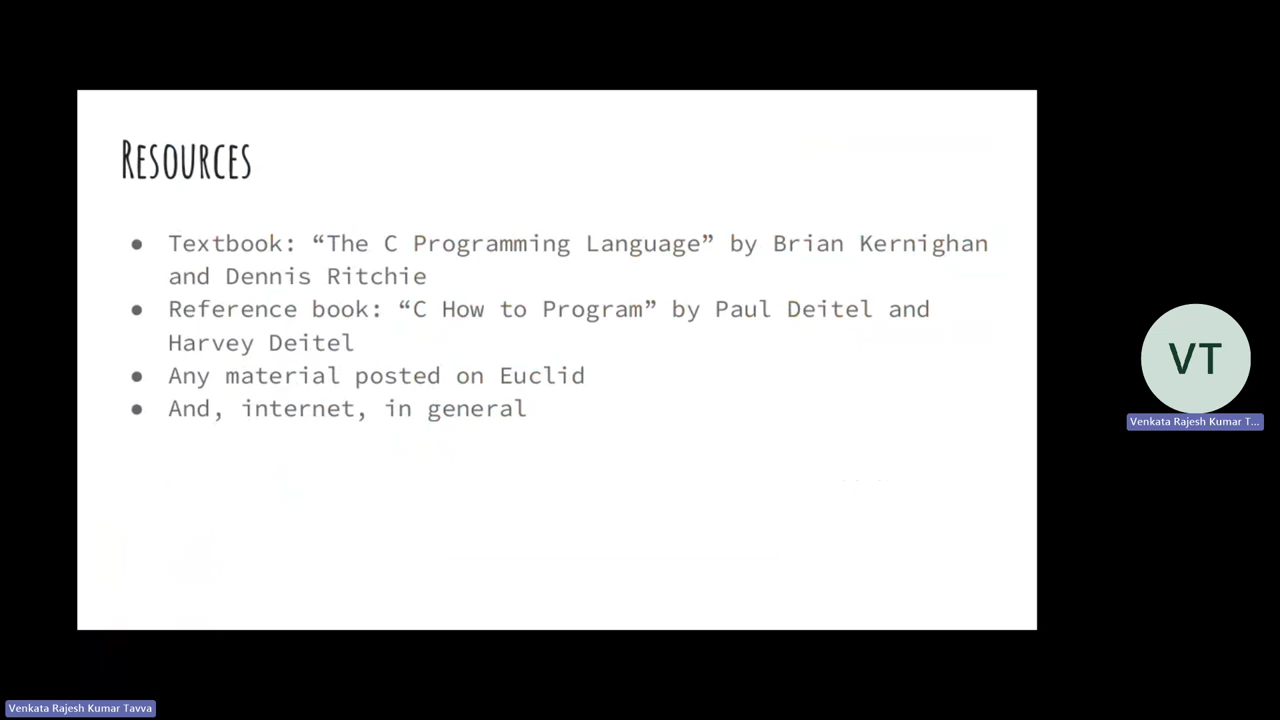 Resources
● Textbook: “The C Programming Language” by Brian Kernighan
and Dennis Ritchie
● Reference book: “C How to Program” by Paul Deitel and
Harvey Deitel
● Any material posted on Euclid
● And, internet, in general
VT
Venkata Rajesh Kumar T...
Venkata Rajesh Kumar Tavva